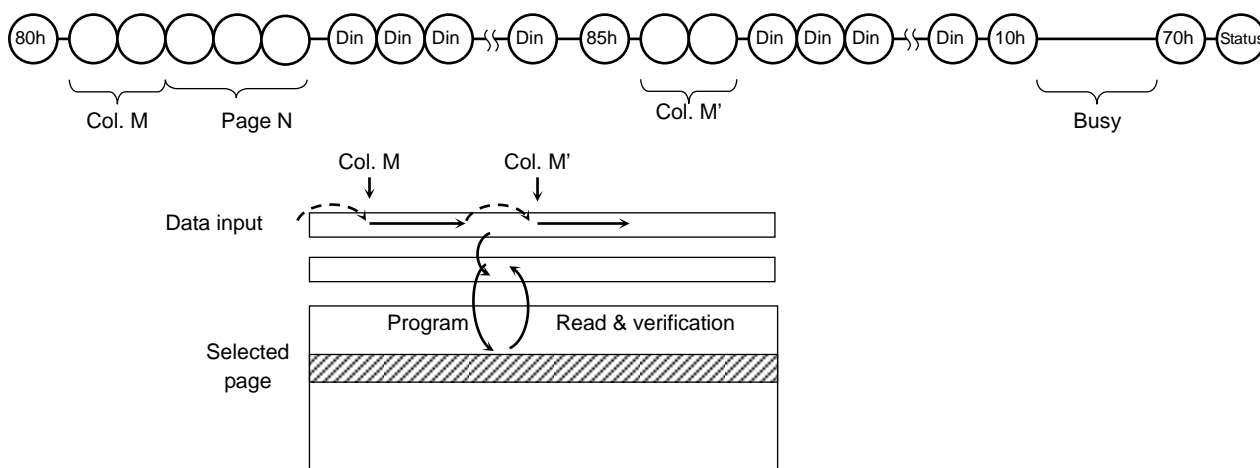 80h Din Din Din Din 85h Din Din Din Din 10h 70h Status
Col. M Page N Col. M’ Busy
Col. M Col. M’
Data input
Program Read & verification
Selected
page